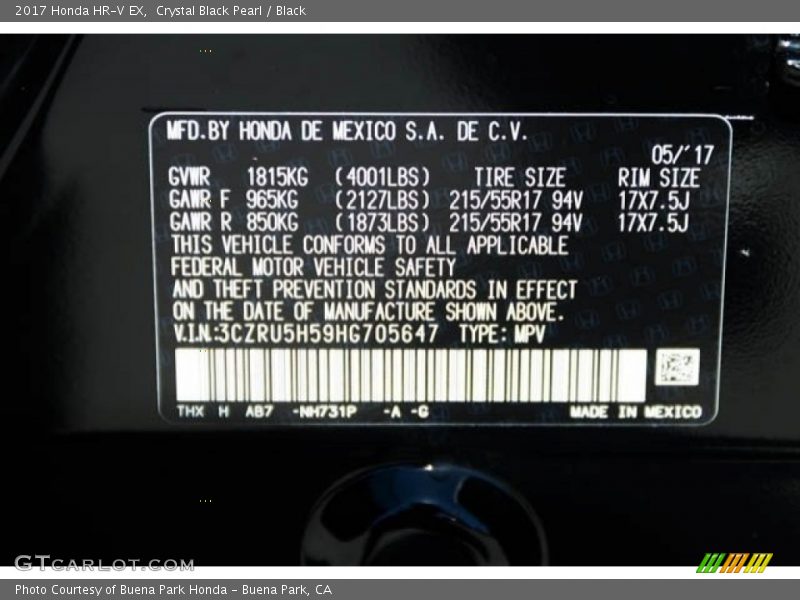 2017 Honda HR-V EX, Crystal Black Pearl / Black
MFD.BY HONDA DE MEXICO S.A. DE C.V.
05/'17
GVWR 1815KG (4001LBS) TIRE SIZE RIM SIZE
GAWR F 965KG (2127LBS) 215/55R17 94V 17X7.5J
GAWR R 850KG (1873LBS) 215/55R17 94V 17X7.5J
THIS VEHICLE CONFORMS TO ALL APPLICABLE
FEDERAL MOTOR VEHICLE SAFETY
AND THEFT PREVENTION STANDARDS IN EFFECT
ON THE DATE OF MANUFACTURE SHOWN ABOVE.
V.I.N:3CZRU5H59HG705647 TYPE: MPV
THX H AB7 -NH731P -A -G MADE IN MEXICO
GTCARLOT.COM
Photo Courtesy of Buena Park Honda - Buena Park, CA